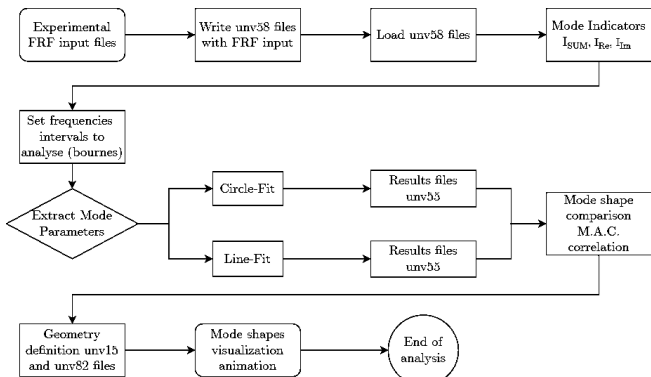 Experimental
FRF input files
Write unv58 files
with FRF input
Load unv58 files
Mode Indicators
I_SUM, I_Re, I_Im
Set frequencies
intervals to
analyse (bournes)
Extract Mode
Parameters
Circle-Fit
Results files
unv55
Line-Fit
Results files
unv55
Mode shape
comparison
M.A.C.
correlation
Geometry
definition unv15
and unv82 files
Mode shapes
visualization
animation
End of
analysis